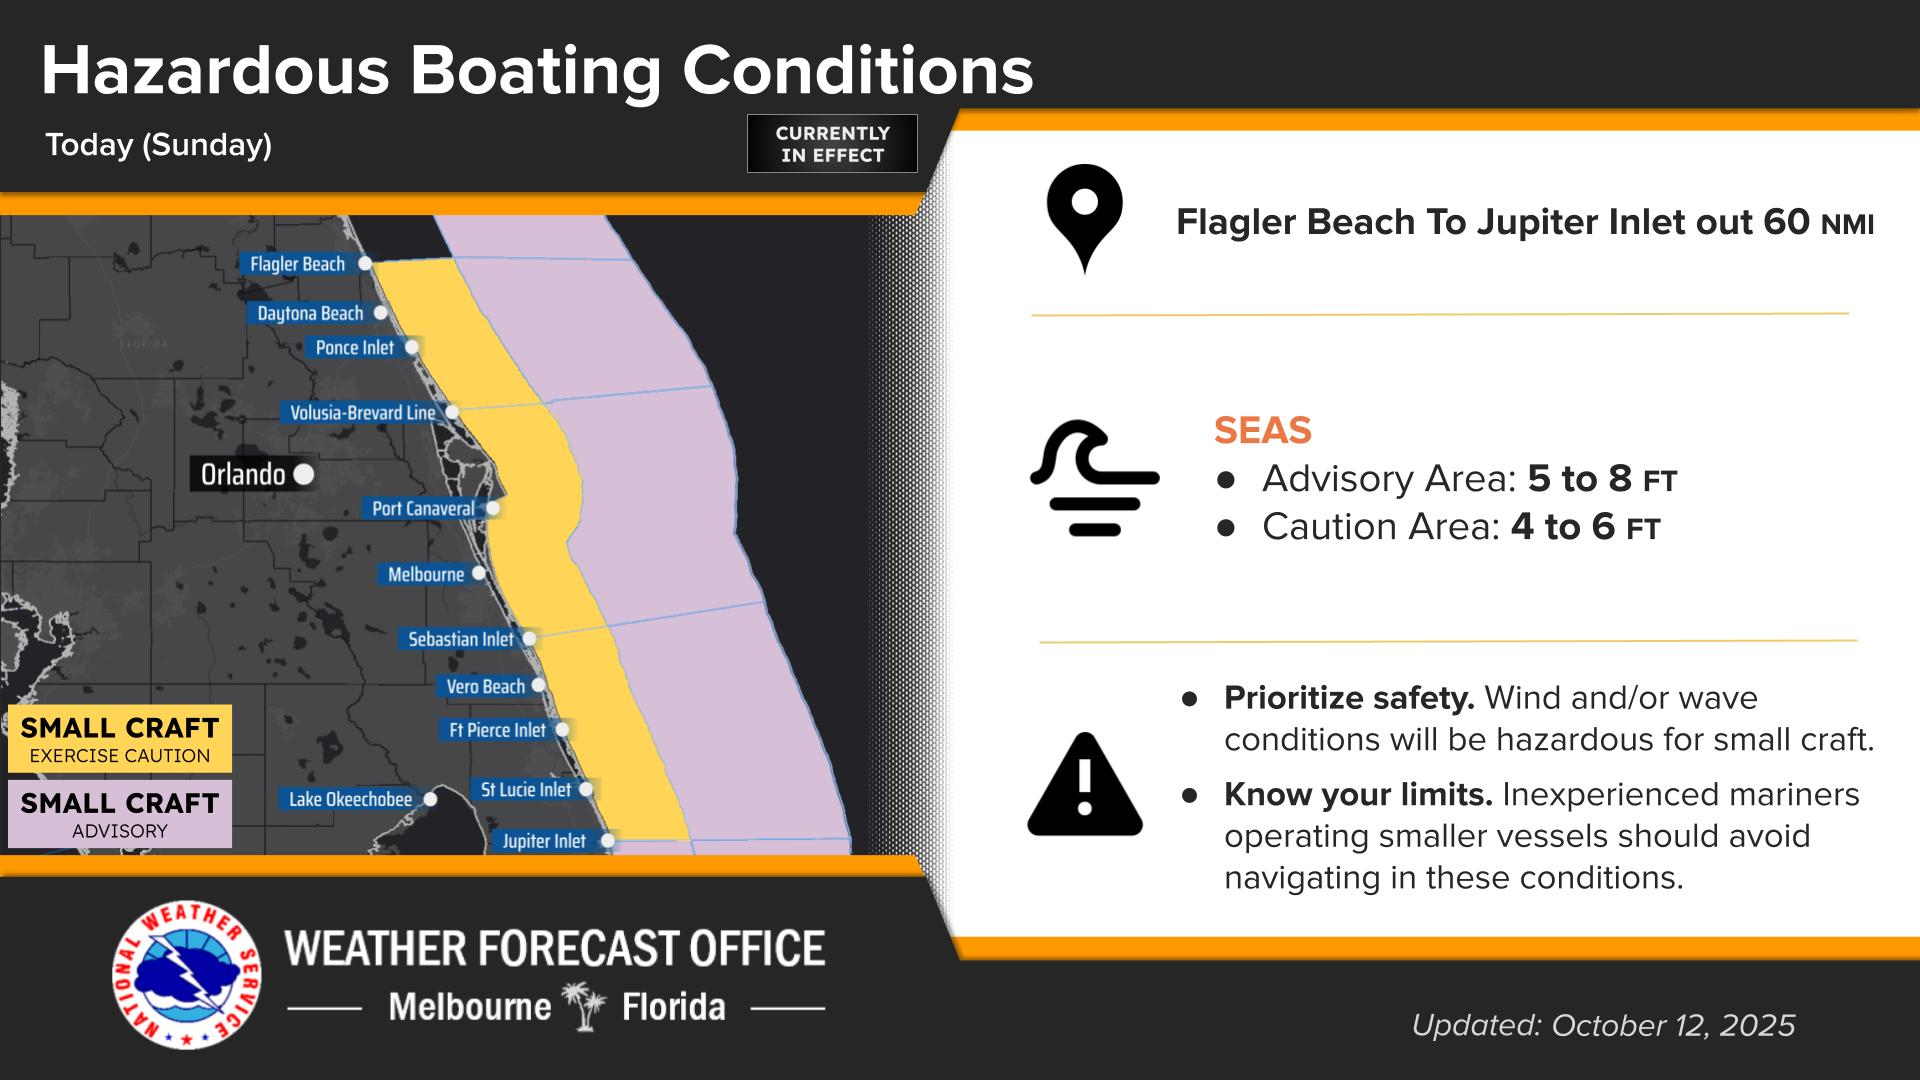 Hazardous Boating Conditions
Today (Sunday)
CURRENTLY
IN EFFECT
Flagler Beach
Daytona Beach
FLORIDA
Ponce Inlet
Volusia-Brevard Line
Orlando
Port Canaveral
Melbourne
Sebastian Inlet
Vero Beach
Ft Pierce Inlet
St Lucie Inlet
Lake Okeechobee
Jupiter Inlet
SMALL CRAFT
EXERCISE CAUTION
SMALL CRAFT
ADVISORY
Flagler Beach To Jupiter Inlet out 60 NMI
SEAS
● Advisory Area: 5 to 8 FT
● Caution Area: 4 to 6 FT
● Prioritize safety. Wind and/or wave
conditions will be hazardous for small craft.
● Know your limits. Inexperienced mariners
operating smaller vessels should avoid
navigating in these conditions.
NATIONAL WEATHER SERVICE
WEATHER FORECAST OFFICE
Melbourne Florida
Updated: October 12, 2025